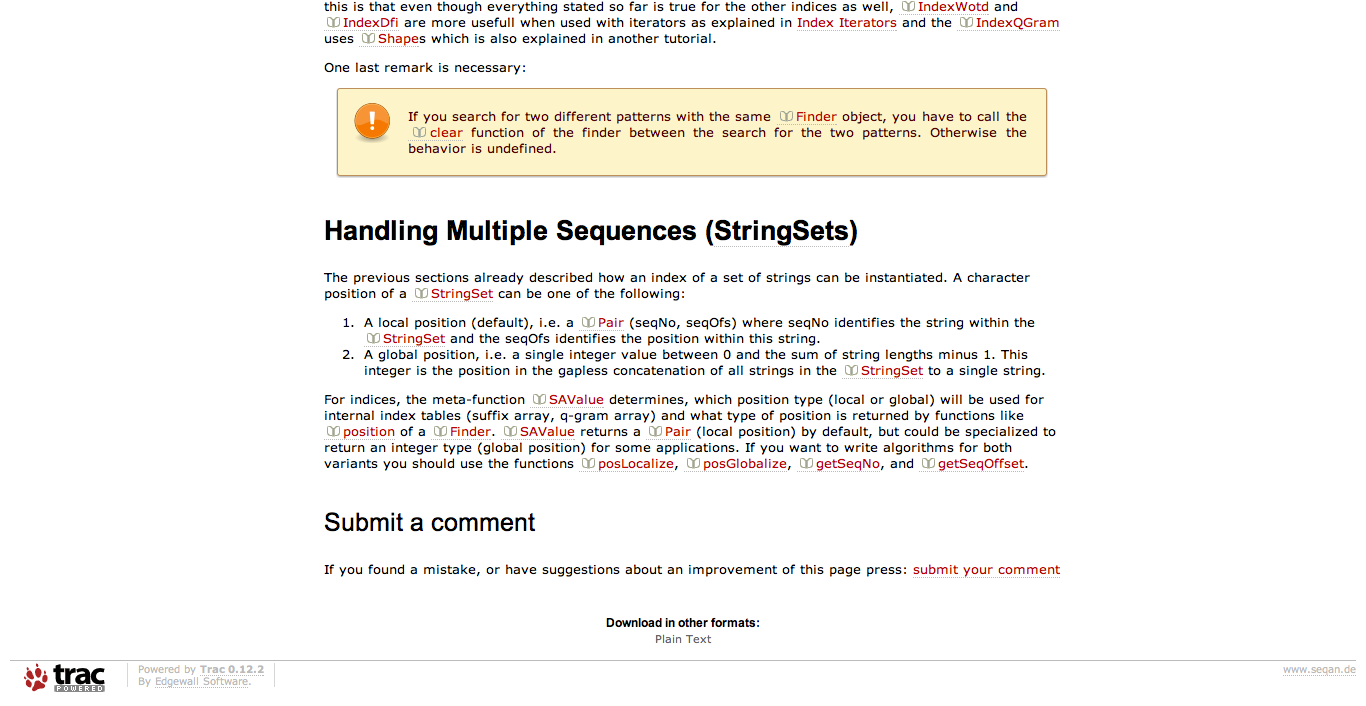 this is that even though everything stated so far is true for the other indices as well, IndexWotd and
IndexDfi are more usefull when used with iterators as explained in Index Iterators and the IndexQGram
uses Shapes which is also explained in another tutorial.
One last remark is necessary:
If you search for two different patterns with the same Finder object, you have to call the
clear function of the finder between the search for the two patterns. Otherwise the
behavior is undefined.
Handling Multiple Sequences (StringSets)
The previous sections already described how an index of a set of strings can be instantiated. A character
position of a StringSet can be one of the following:
1. A local position (default), i.e. a Pair (seqNo, seqOfs) where seqNo identifies the string within the
StringSet and the seqOfs identifies the position within this string.
2. A global position, i.e. a single integer value between 0 and the sum of string lengths minus 1. This
integer is the position in the gapless concatenation of all strings in the StringSet to a single string.
For indices, the meta-function SAValue determines, which position type (local or global) will be used for
internal index tables (suffix array, q-gram array) and what type of position is returned by functions like
position of a Finder. SAValue returns a Pair (local position) by default, but could be specialized to
return an integer type (global position) for some applications. If you want to write algorithms for both
variants you should use the functions posLocalize, posGlobalize, getSeqNo, and getSeqOffset.
Submit a comment
If you found a mistake, or have suggestions about an improvement of this page press: submit your comment
Download in other formats:
Plain Text
trac
POWERED
Powered by Trac 0.12.2
By Edgewall Software.
www.seqan.de